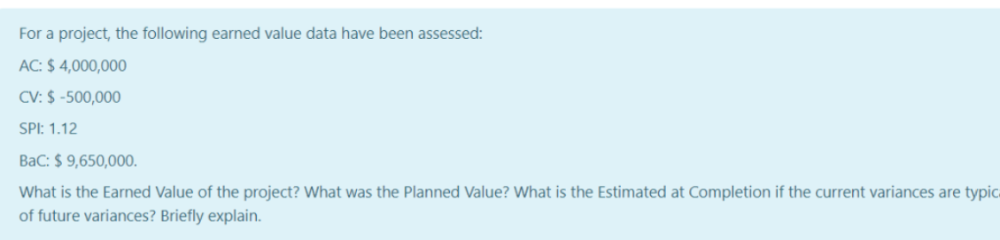 For a project, the following earned value data have been assessed:
AC: $ 4,000,000
CV: $ -500,000
SPI: 1.12
BaC: $ 9,650,000.
What is the Earned Value of the project? What was the Planned Value? What is the Estimated at Completion if the current variances are typic
of future variances? Briefly explain.